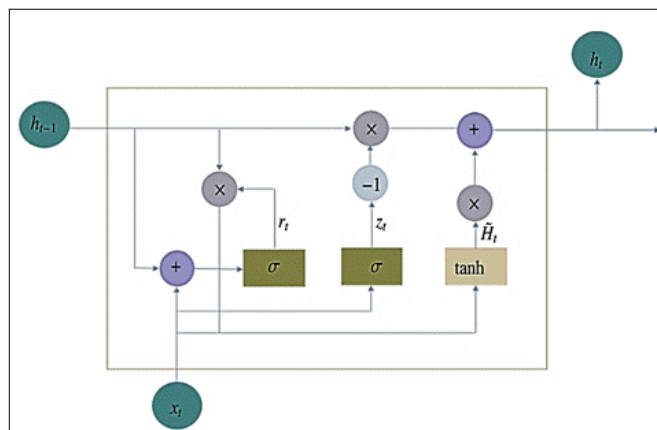 h_t
h_{t-1}
×
+
×
−1
×
r_t
z_t
H̃_t
+
σ
σ
tanh
x_t